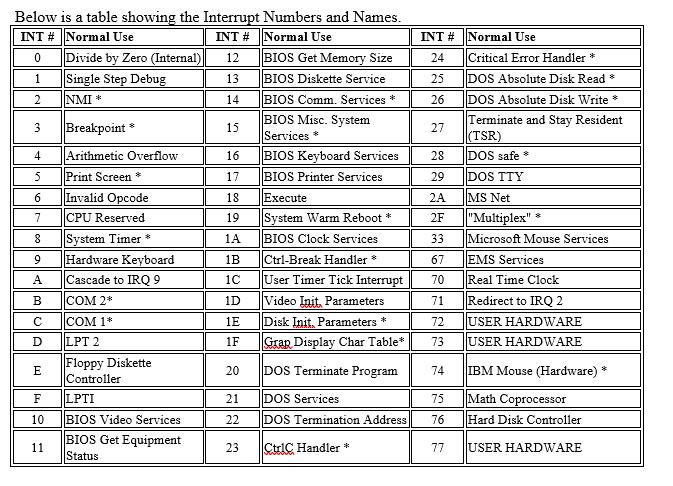 Below is a table showing the Interrupt Numbers and Names.
INT # Normal Use INT # Normal Use INT # Normal Use
0 Divide by Zero (Internal) 12 BIOS Get Memory Size 24 Critical Error Handler *
1 Single Step Debug 13 BIOS Diskette Service 25 DOS Absolute Disk Read *
2 NMI * 14 BIOS Comm. Services * 26 DOS Absolute Disk Write *
3 Breakpoint * 15 BIOS Misc. System Services * 27 Terminate and Stay Resident (TSR)
4 Arithmetic Overflow 16 BIOS Keyboard Services 28 DOS safe *
5 Print Screen * 17 BIOS Printer Services 29 DOS TTY
6 Invalid Opcode 18 Execute 2A MS Net
7 CPU Reserved 19 System Warm Reboot * 2F "Multiplex" *
8 System Timer * 1A BIOS Clock Services 33 Microsoft Mouse Services
9 Hardware Keyboard 1B Ctrl-Break Handler * 67 EMS Services
A Cascade to IRQ 9 1C User Timer Tick Interrupt 70 Real Time Clock
B COM 2* 1D Video Init. Parameters 71 Redirect to IRQ 2
C COM 1* 1E Disk Init. Parameters * 72 USER HARDWARE
D LPT 2 1F Grap Display Char Table* 73 USER HARDWARE
E Floppy Diskette Controller 20 DOS Terminate Program 74 IBM Mouse (Hardware) *
F LPTI 21 DOS Services 75 Math Coprocessor
10 BIOS Video Services 22 DOS Termination Address 76 Hard Disk Controller
11 BIOS Get Equipment Status 23 CtrlC Handler * 77 USER HARDWARE